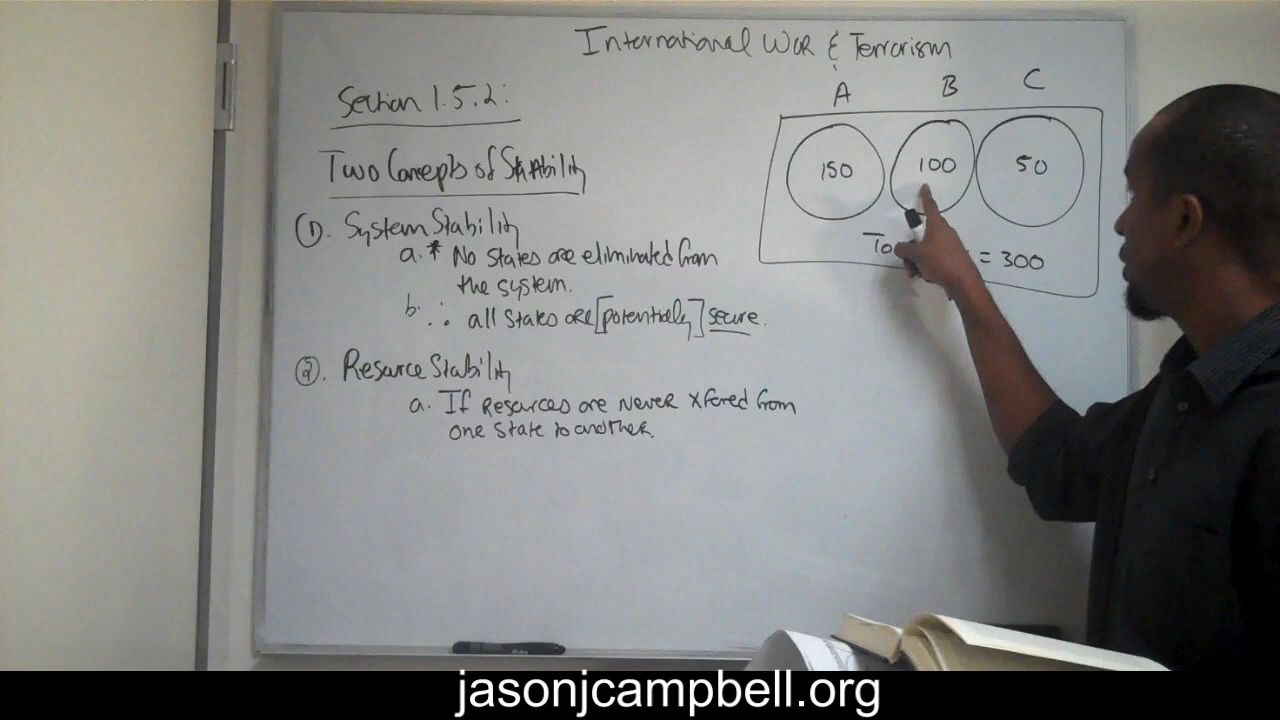 International War & Terrorism
Section 1.5.2:
Two Concepts of Stability
①. System Stability
a. * No states are eliminated from
the system.
b. ∴ all states are [potentially] secure.
②. Resource Stability
a. If Resources are never xfered from
one state to another.
A B C
150 100 50
= 300
jasonjcampbell.org